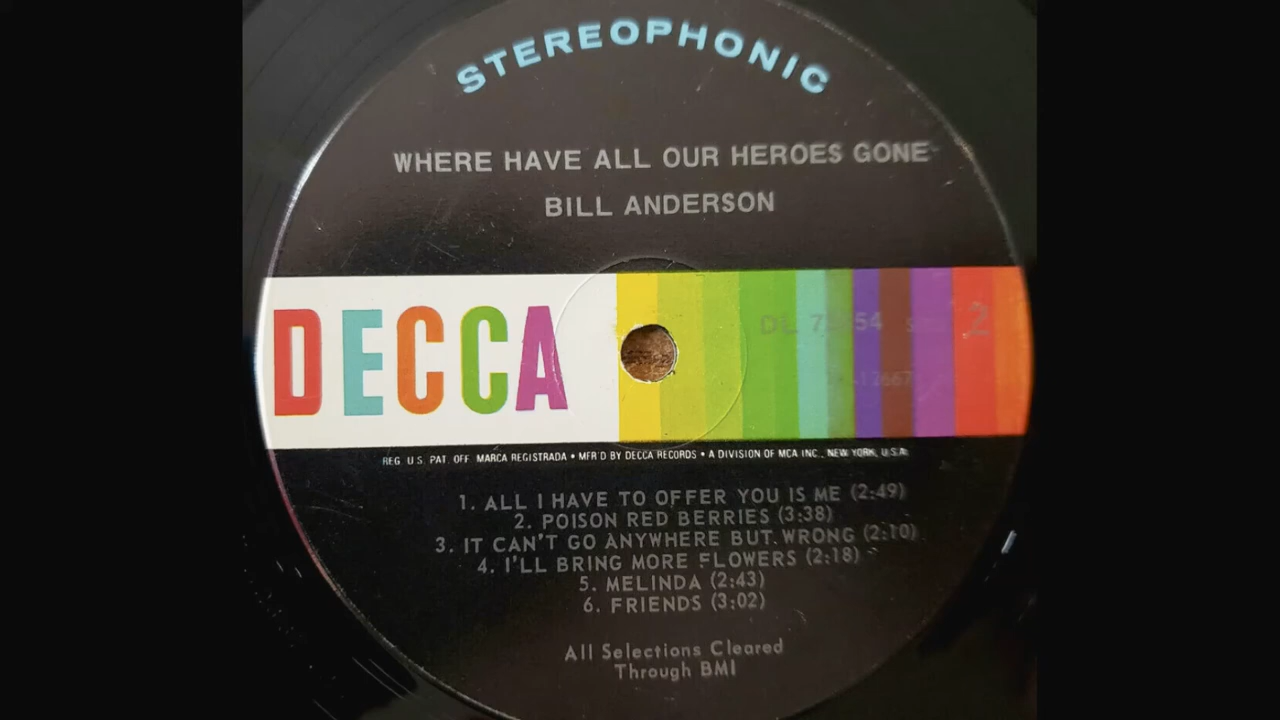 STEREOPHONIC
WHERE HAVE ALL OUR HEROES GONE
BILL ANDERSON
DECCA
DL 2
REG. U.S. PAT. OFF. MARCA REGISTRADA • MFR'D BY DECCA RECORDS • A DIVISION OF MCA INC., NEW YORK, U.S.A.
1. ALL I HAVE TO OFFER YOU IS ME (2:49)
2. POISON RED BERRIES (3:38)
3. IT CAN'T GO ANYWHERE BUT WRONG (2:10)
4. I'LL BRING MORE FLOWERS (2:18)
5. MELINDA (2:43)
6. FRIENDS (3:02)
All Selections Cleared
Through BMI